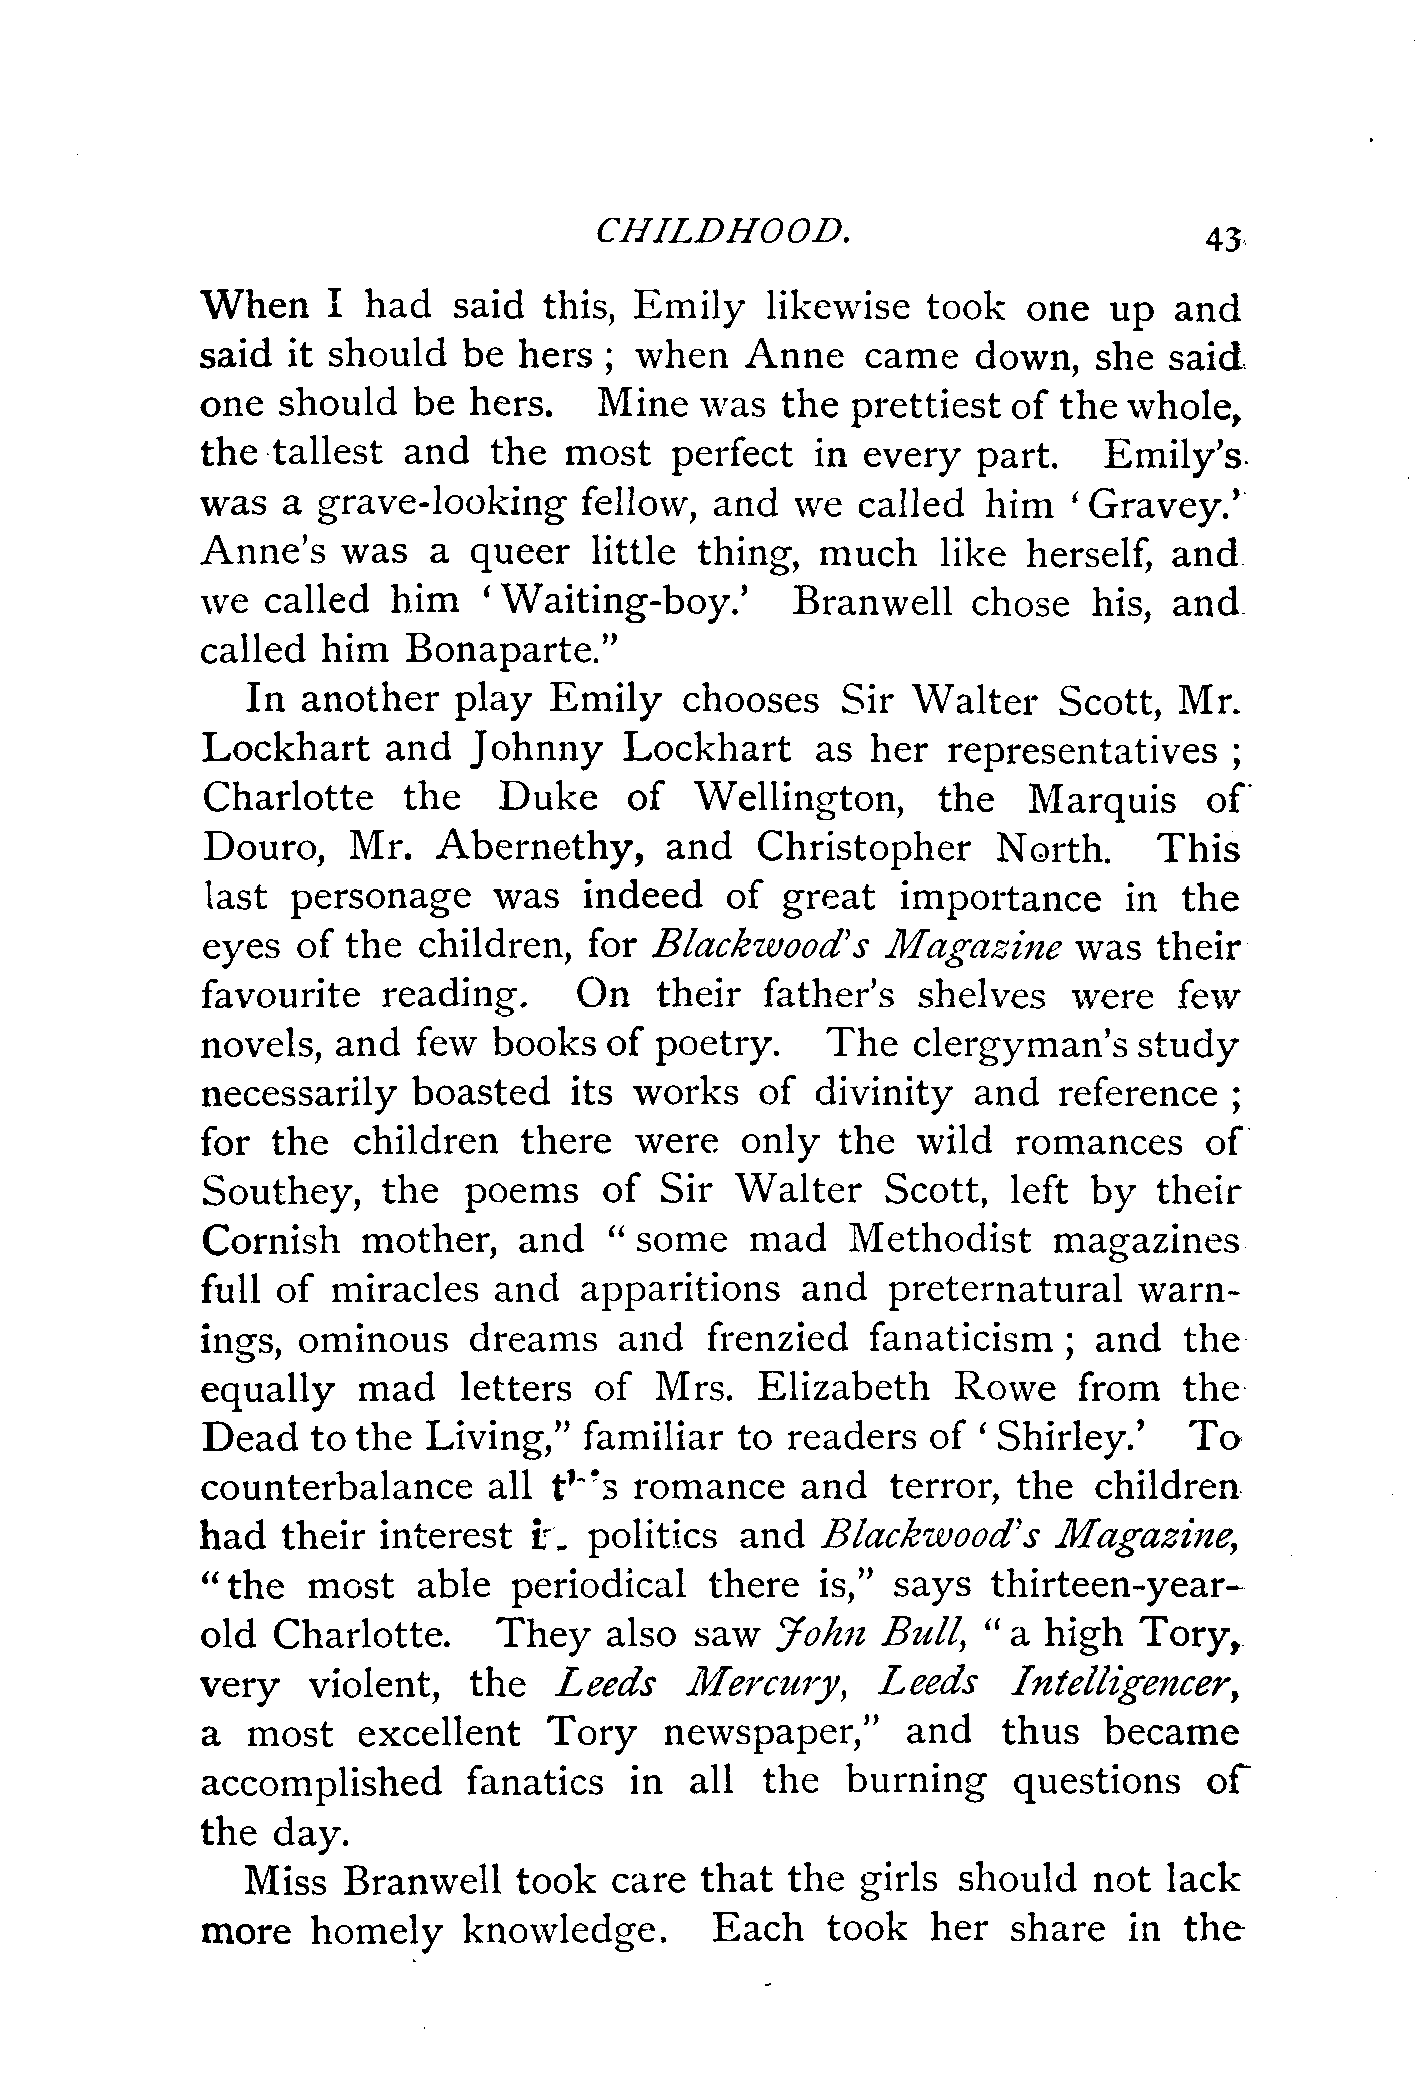 CHILDHOOD. 43
When I had said this, Emily likewise took one up and
said it should be hers ; when Anne came down, she said
one should be hers. Mine was the prettiest of the whole,
the tallest and the most perfect in every part. Emily's
was a grave-looking fellow, and we called him ‘ Gravey.’
Anne's was a queer little thing, much like herself, and
we called him ‘ Waiting-boy.’ Branwell chose his, and
called him Bonaparte.”
In another play Emily chooses Sir Walter Scott, Mr.
Lockhart and Johnny Lockhart as her representatives ;
Charlotte the Duke of Wellington, the Marquis of
Douro, Mr. Abernethy, and Christopher North. This
last personage was indeed of great importance in the
eyes of the children, for Blackwood's Magazine was their
favourite reading. On their father's shelves were few
novels, and few books of poetry. The clergyman's study
necessarily boasted its works of divinity and reference ;
for the children there were only the wild romances of
Southey, the poems of Sir Walter Scott, left by their
Cornish mother, and “ some mad Methodist magazines
full of miracles and apparitions and preternatural warn-
ings, ominous dreams and frenzied fanaticism ; and the
equally mad letters of Mrs. Elizabeth Rowe from the
Dead to the Living,” familiar to readers of ‘ Shirley.’ To
counterbalance all this romance and terror, the children
had their interest in politics and Blackwood's Magazine,
“ the most able periodical there is,” says thirteen-year-
old Charlotte. They also saw John Bull, “ a high Tory,
very violent, the Leeds Mercury, Leeds Intelligencer,
a most excellent Tory newspaper,” and thus became
accomplished fanatics in all the burning questions of
the day.
Miss Branwell took care that the girls should not lack
more homely knowledge. Each took her share in the